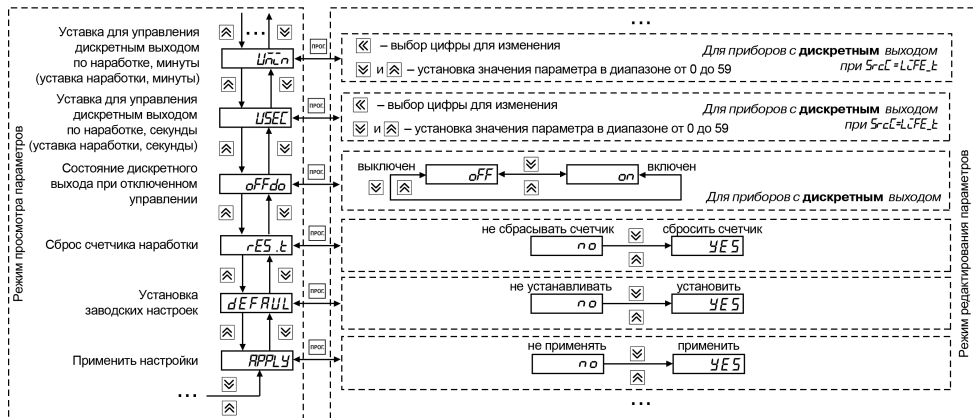 Режим просмотра параметров
...
Уставка для управления
дискретным выходом
по наработке, минуты
(уставка наработки, минуты)
Umin
ПРОГ.
...
– выбор цифры для изменения
и – установка значения параметра в диапазоне от 0 до 59
Для приборов с дискретным выходом
при SrcC = LiFE_t
Уставка для управления
дискретным выходом
по наработке, секунды
(уставка наработки, секунды)
USEC
ПРОГ.
– выбор цифры для изменения
и – установка значения параметра в диапазоне от 0 до 59
Для приборов с дискретным выходом
при SrcC=LiFE_t
Состояние дискретного
выхода при отключенном
управлении
oFFdo
ПРОГ.
выключен
oFF
on
включен
Для приборов с дискретным выходом
Сброс счетчика наработки
rES.t
ПРОГ.
не сбрасывать счетчик
no
сбросить счетчик
YES
Установка
заводских настроек
dEFAUL
ПРОГ.
не устанавливать
no
установить
YES
Применить настройки
APPLY
ПРОГ.
не применять
no
применить
YES
...
...
Режим редактирования параметров